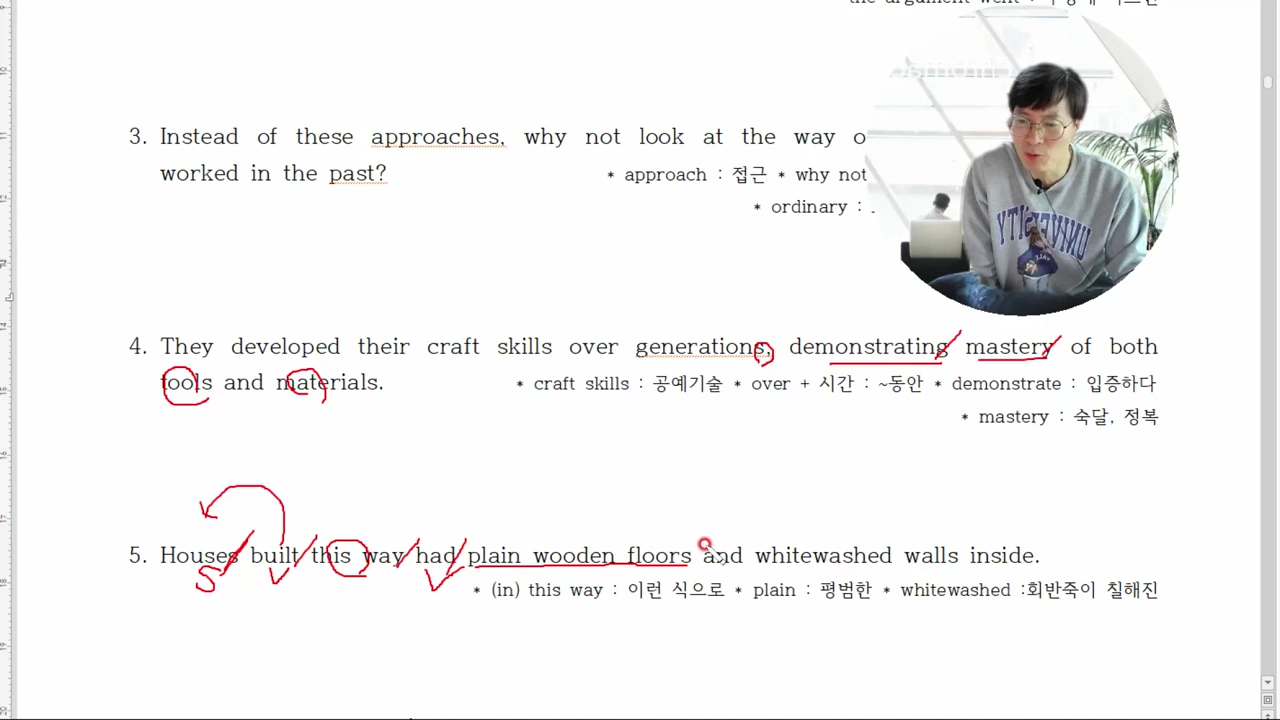 the argument went :
3. Instead of these approaches, why not look at the way
worked in the past?
* approach : 접근 * why not
* ordinary :
4. They developed their craft skills over generations, demonstrating mastery of both
tools and materials.
* craft skills : 공예기술 * over + 시간 : ~동안 * demonstrate : 입증하다
* mastery : 숙달, 정복
5. Houses built this way had plain wooden floors and whitewashed walls inside.
S V V
* (in) this way : 이런 식으로 * plain : 평범한 * whitewashed :회반죽이 칠해진